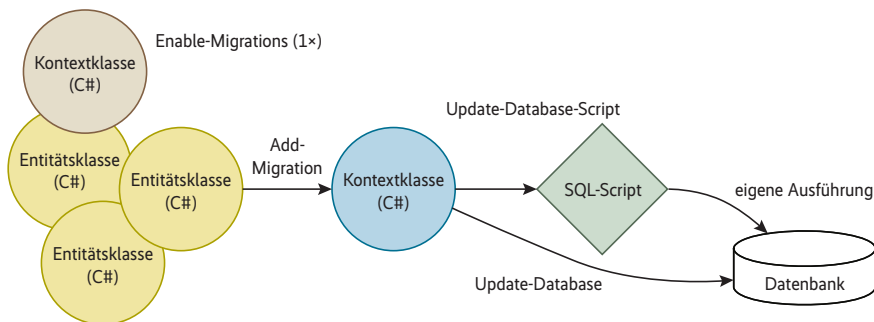 Enable-Migrations (1×)
Kontextklasse
(C#)
Entitätsklasse
(C#)
Entitätsklasse
(C#)
Entitätsklasse
(C#)
Add-
Migration
Kontextklasse
(C#)
Update-Database-Script
SQL-Script
eigene Ausführung
Update-Database
Datenbank